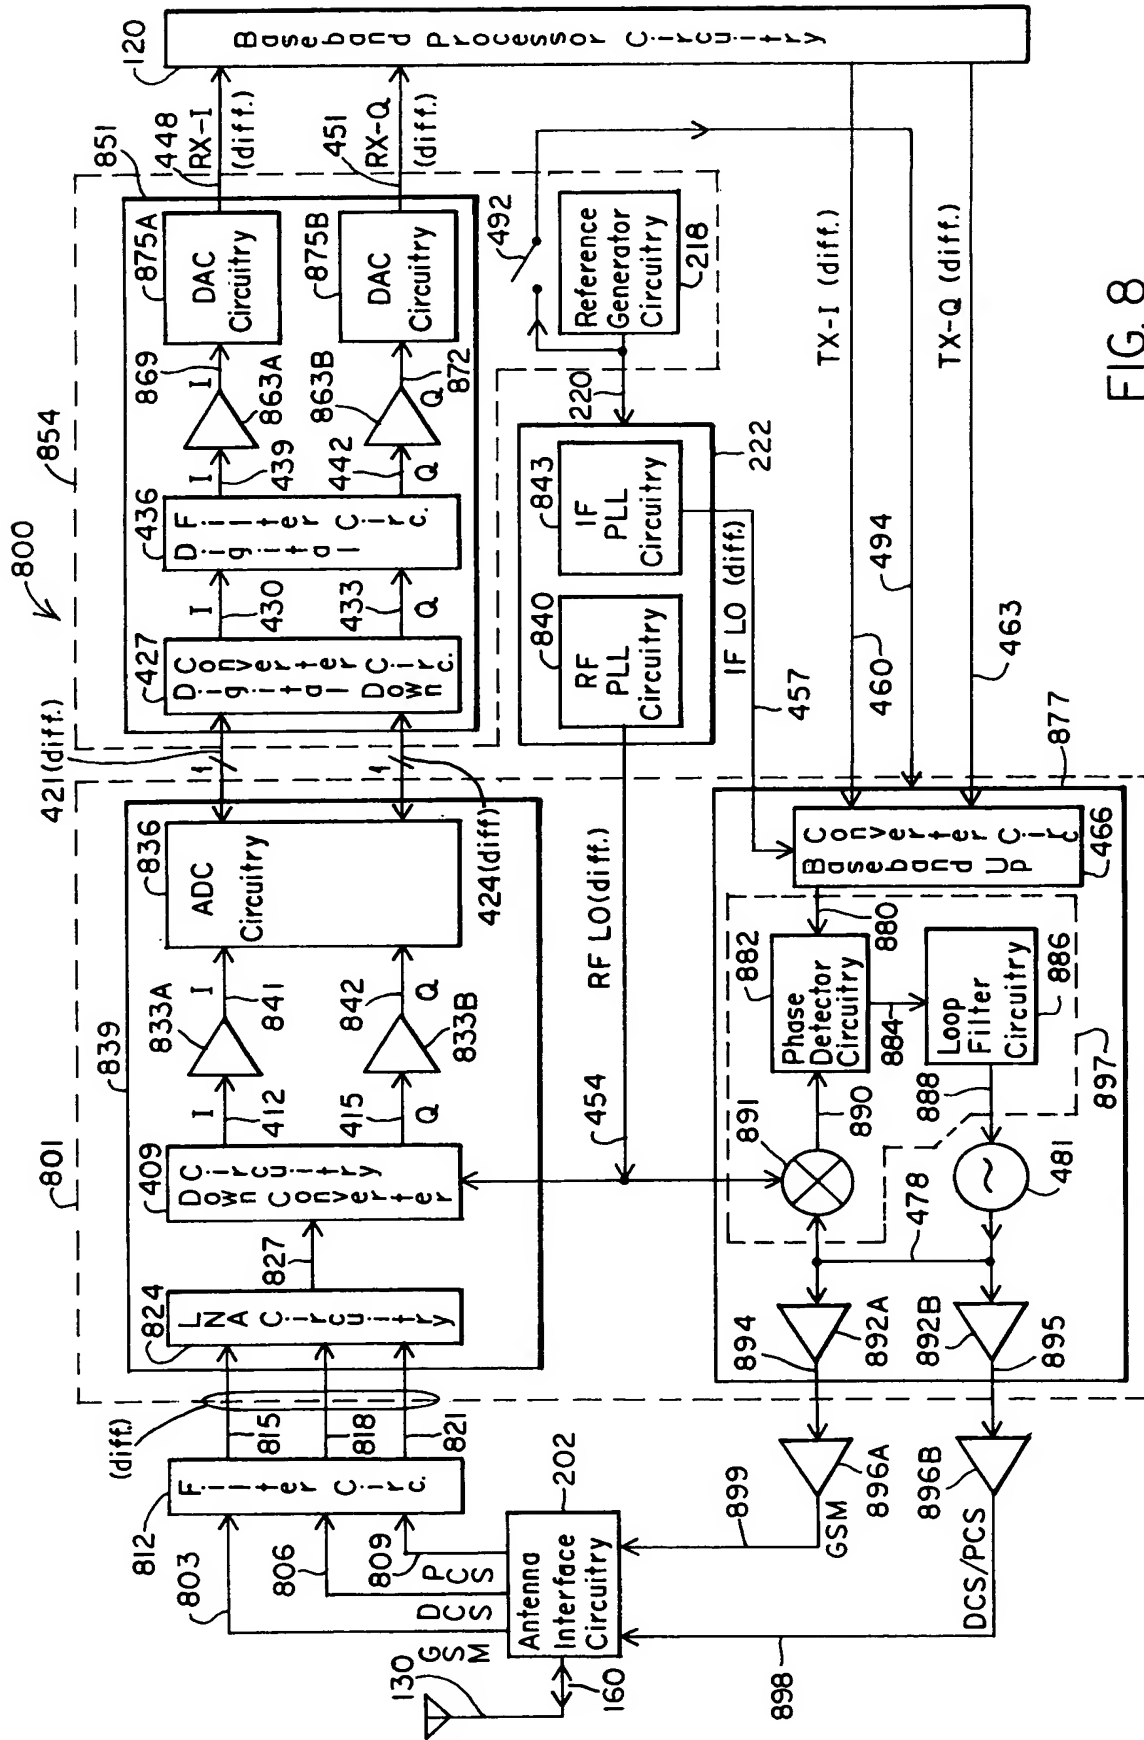 800
801
854
839
851
120
812
(diff.)
824
LNA Circuitry
827
409
Down Converter
Circuitry
I
412
Q
415
833A
833B
I
841
Q
842
836
ADC
Circuitry
421 (diff.)
424(diff)
1
1
427
Digital Down
Converter Circ.
I
430
Q
433
436
Digital
Filter Circ.
I
439
Q
442
863A
863B
I
869
Q
872
875A
DAC
Circuitry
875B
DAC
Circuitry
448
RX-I
(diff.)
451
RX-Q
(diff.)
Baseband Processor Circuitry
803
806
809
GSM
DCS
PCS
Filter Circ.
815
818
821
130
160
202
Antenna
Interface
Circuitry
RF LO(diff.)
454
840
RF
PLL
Circuitry
843
IF
PLL
Circuitry
222
220
492
Reference
Generator
Circuitry
218
IF LO (diff.)
457
TX-I (diff.)
460
494
TX-Q (diff.)
463
877
Baseband Up
Converter Circ
466
880
882
Phase
Detector
Circuitry
884
Loop
Filter
Circuitry
886
888
890
891
897
481
~
478
892A
892B
894
895
896A
896B
GSM
DCS/PCS
899
898
FIG. 8